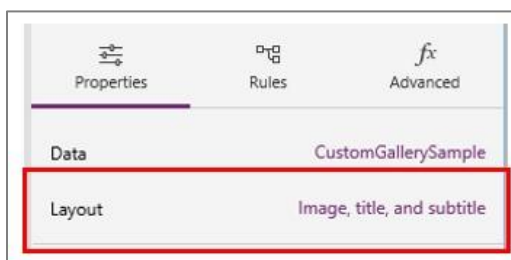 Properties Rules fx Advanced
Data CustomGallerySample
Layout Image, title, and subtitle